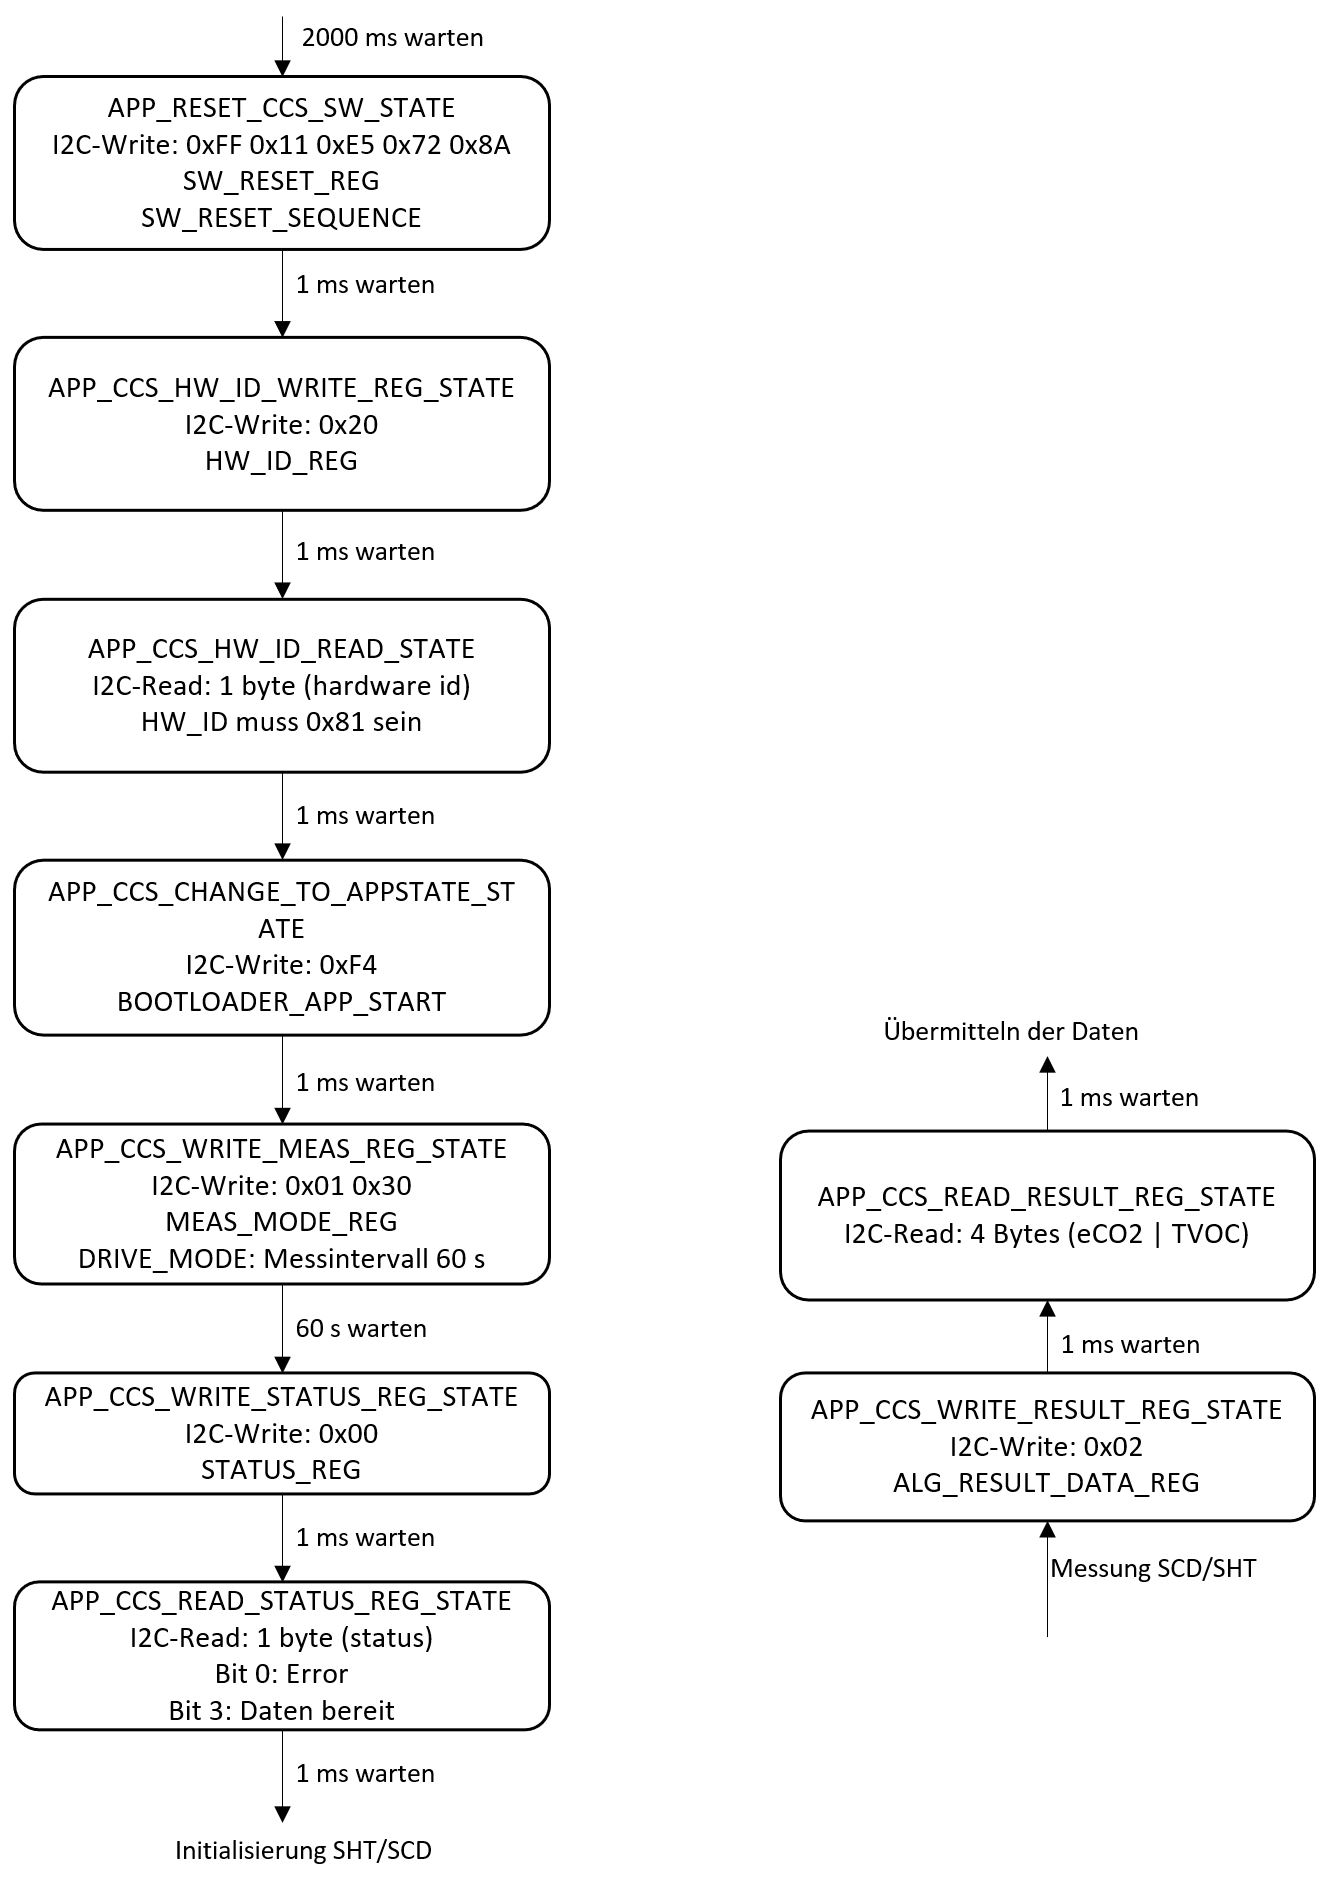 2000 ms warten
APP_RESET_CCS_SW_STATE
I2C-Write: 0xFF 0x11 0xE5 0x72 0x8A
SW_RESET_REG
SW_RESET_SEQUENCE
1 ms warten
APP_CCS_HW_ID_WRITE_REG_STATE
I2C-Write: 0x20
HW_ID_REG
1 ms warten
APP_CCS_HW_ID_READ_STATE
I2C-Read: 1 byte (hardware id)
HW_ID muss 0x81 sein
1 ms warten
APP_CCS_CHANGE_TO_APPSTATE_ST
ATE
I2C-Write: 0xF4
BOOTLOADER_APP_START
1 ms warten
APP_CCS_WRITE_MEAS_REG_STATE
I2C-Write: 0x01 0x30
MEAS_MODE_REG
DRIVE_MODE: Messintervall 60 s
60 s warten
APP_CCS_WRITE_STATUS_REG_STATE
I2C-Write: 0x00
STATUS_REG
1 ms warten
APP_CCS_READ_STATUS_REG_STATE
I2C-Read: 1 byte (status)
Bit 0: Error
Bit 3: Daten bereit
1 ms warten
Initialisierung SHT/SCD
Übermitteln der Daten
1 ms warten
APP_CCS_READ_RESULT_REG_STATE
I2C-Read: 4 Bytes (eCO2 | TVOC)
1 ms warten
APP_CCS_WRITE_RESULT_REG_STATE
I2C-Write: 0x02
ALG_RESULT_DATA_REG
Messung SCD/SHT